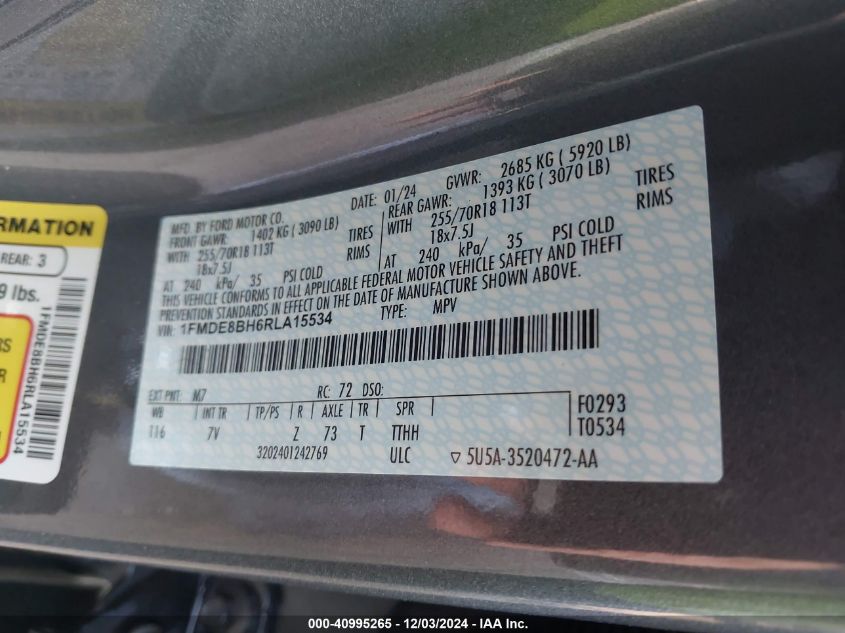 MFD. BY FORD MOTOR CO.
DATE: 01/24 GVWR: 2685 KG ( 5920 LB)
FRONT GAWR: 1402 KG ( 3090 LB)
REAR GAWR: 1393 KG ( 3070 LB)
WITH 255/70R18 113T TIRES
WITH 255/70R18 113T TIRES
18x7.5J RIMS
18x7.5J RIMS
AT 240 kPa/ 35 PSI COLD
AT 240 kPa/ 35 PSI COLD
THIS VEHICLE CONFORMS TO ALL APPLICABLE FEDERAL MOTOR VEHICLE SAFETY AND THEFT
PREVENTION STANDARDS IN EFFECT ON THE DATE OF MANUFACTURE SHOWN ABOVE.
VIN: 1FMDE8BH6RLA15534 TYPE: MPV
EXT PNT: M7 RC: 72 DSO:
WB INT TR TP/PS R AXLE TR SPR
116 7V Z 73 T TTHH
F0293
T0534
3202401242769 ULC ▽ 5U5A-3520472-AA
ORMATION
REAR: 3
9 lbs.
RS
R
1FMDE8BH6RLA15534
000-40995265 - 12/03/2024 - IAA Inc.